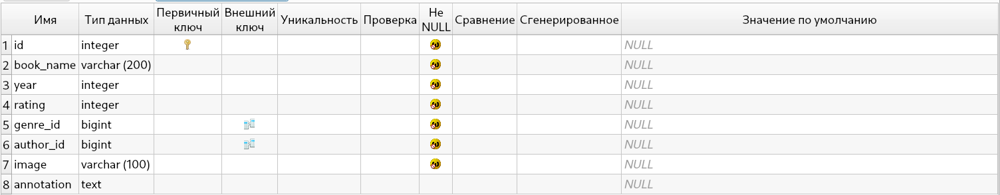 Имя Тип данных Первичный ключ Внешний ключ Уникальность Проверка Не NULL Сравнение Сгенерированное Значение по умолчанию
1 id integer NULL
2 book_name varchar (200) NULL
3 year integer NULL
4 rating integer NULL
5 genre_id bigint NULL
6 author_id bigint NULL
7 image varchar (100) NULL
8 annotation text NULL